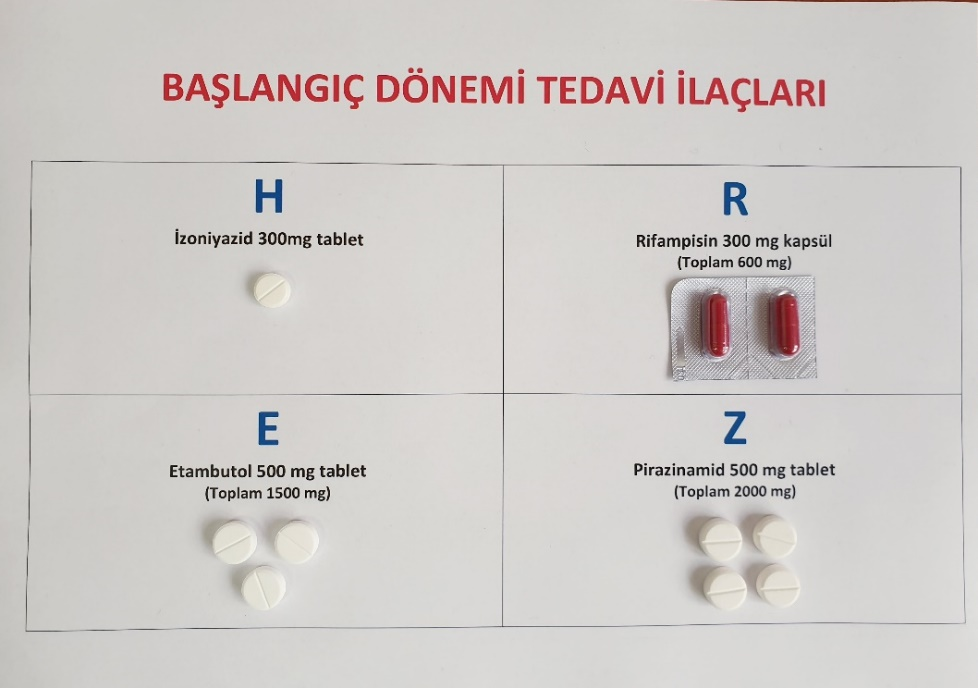 BAŞLANGIÇ DÖNEMİ TEDAVİ İLAÇLARI
H
İzoniyazid 300mg tablet
R
Rifampisin 300 mg kapsül
(Toplam 600 mg)
E
Etambutol 500 mg tablet
(Toplam 1500 mg)
Z
Pirazinamid 500 mg tablet
(Toplam 2000 mg)